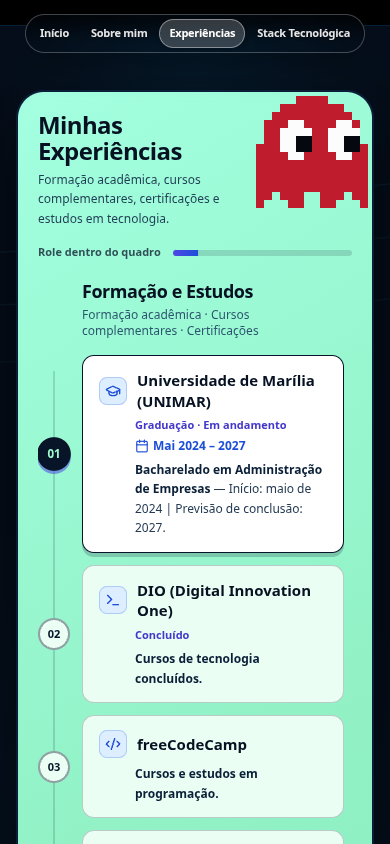 Início
Sobre mim
Experiências
Stack Tecnológica
Minhas
Experiências
Formação acadêmica, cursos
complementares, certificações e
estudos em tecnologia.
Role dentro do quadro
Formação e Estudos
Formação acadêmica · Cursos
complementares · Certificações
01
Universidade de Marília
(UNIMAR)
Graduação · Em andamento
Mai 2024 – 2027
Bacharelado em Administração
de Empresas — Início: maio de
2024 | Previsão de conclusão:
2027.
02
DIO (Digital Innovation
One)
Concluído
Cursos de tecnologia
concluídos.
03
freeCodeCamp
Cursos e estudos em
programação.